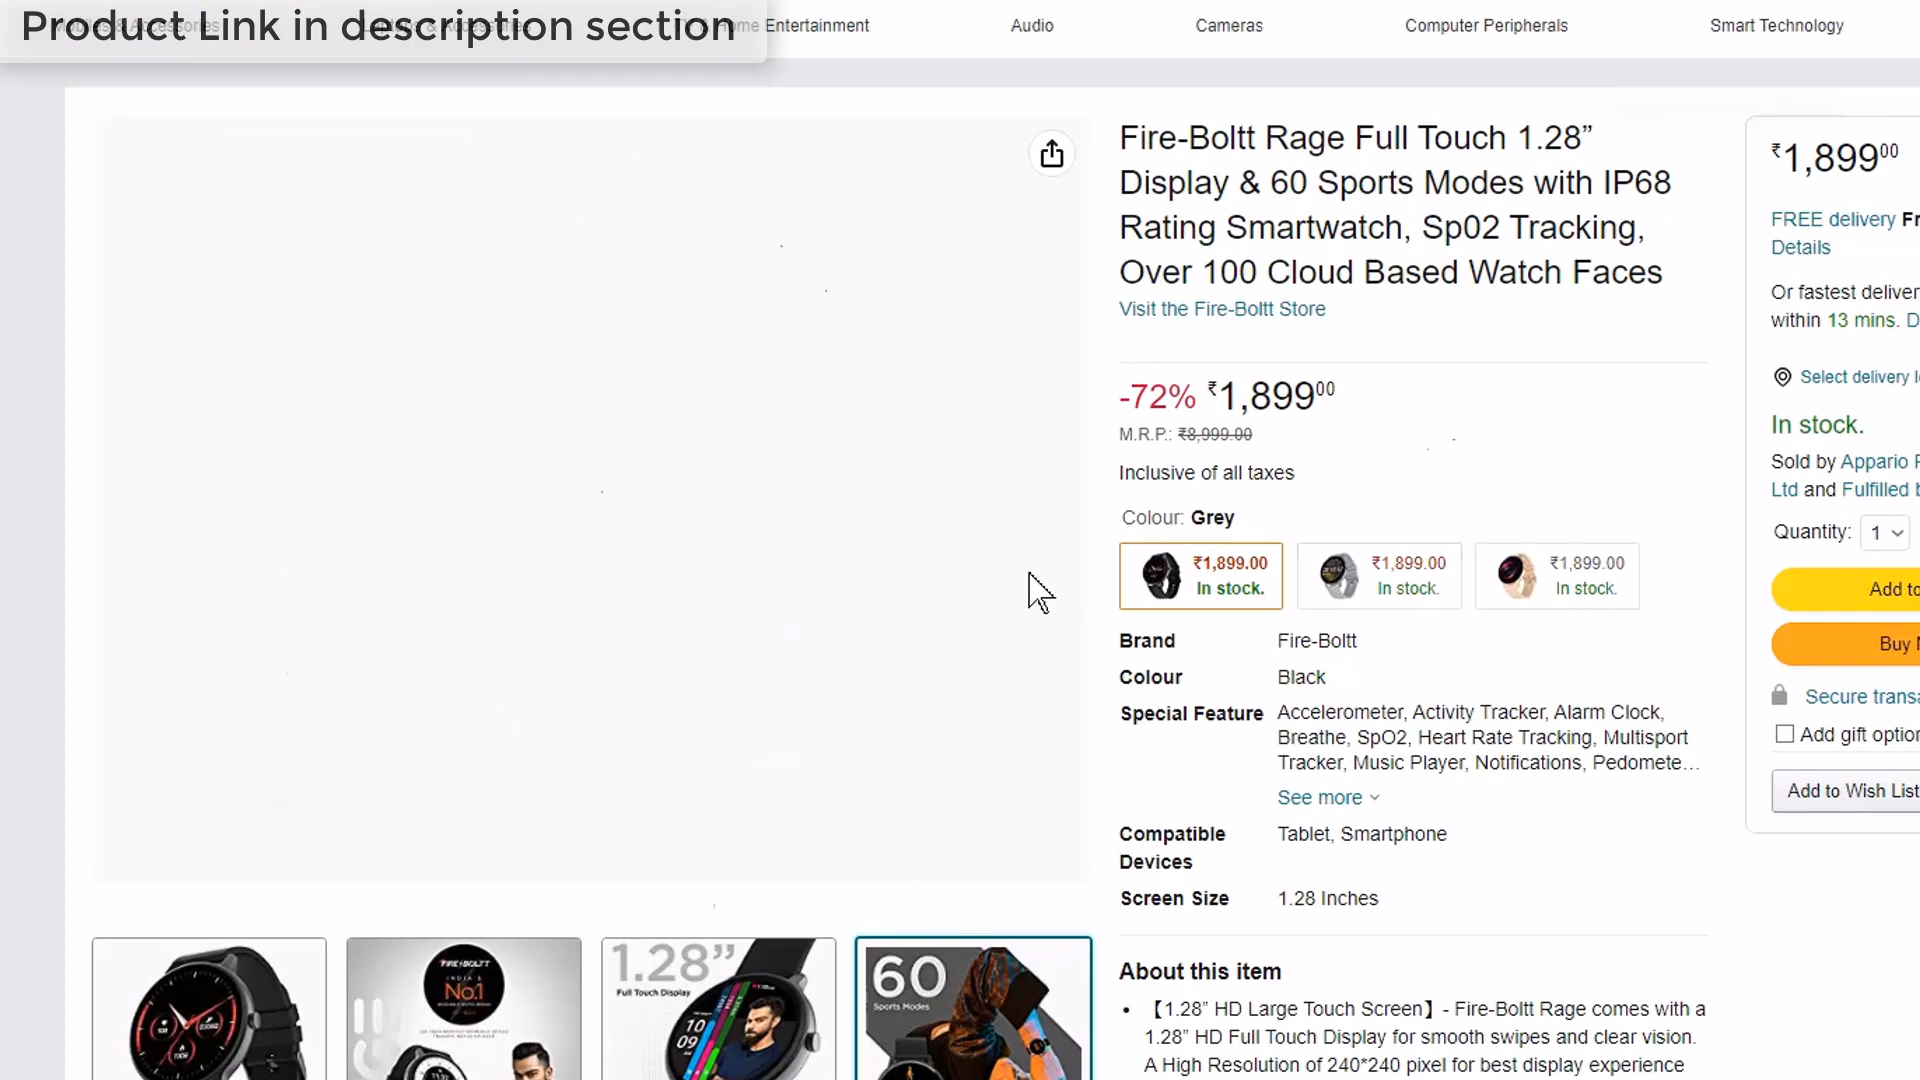 Product Link in description section
Entertainment
Audio
Cameras
Computer Peripherals
Smart Technology
Fire-Boltt Rage Full Touch 1.28”
Display & 60 Sports Modes with IP68
Rating Smartwatch, Sp02 Tracking,
Over 100 Cloud Based Watch Faces
Visit the Fire-Boltt Store
-72% ₹1,89900
M.R.P.: ₹8,999.00
Inclusive of all taxes
Colour: Grey
₹1,899.00
In stock.
₹1,899.00
In stock.
₹1,899.00
In stock.
Brand Fire-Boltt
Colour Black
Special Feature Accelerometer, Activity Tracker, Alarm Clock,
Breathe, SpO2, Heart Rate Tracking, Multisport
Tracker, Music Player, Notifications, Pedomete…
See more
Compatible Devices Tablet, Smartphone
Screen Size 1.28 Inches
About this item
• 【1.28” HD Large Touch Screen】- Fire-Boltt Rage comes with a
1.28” HD Full Touch Display for smooth swipes and clear vision.
A High Resolution of 240*240 pixel for best display experience
₹1,89900
FREE delivery Fr
Details
Or fastest deliver
within 13 mins. D
Select delivery l
In stock.
Sold by Appario R
Ltd and Fulfilled b
Quantity: 1
Add to
Buy N
Secure transa
Add gift option
Add to Wish List
FIRE-BOLTT
INDIA'S
No.1
1.28”
Full Touch Display
10
09
60
Sports Modes